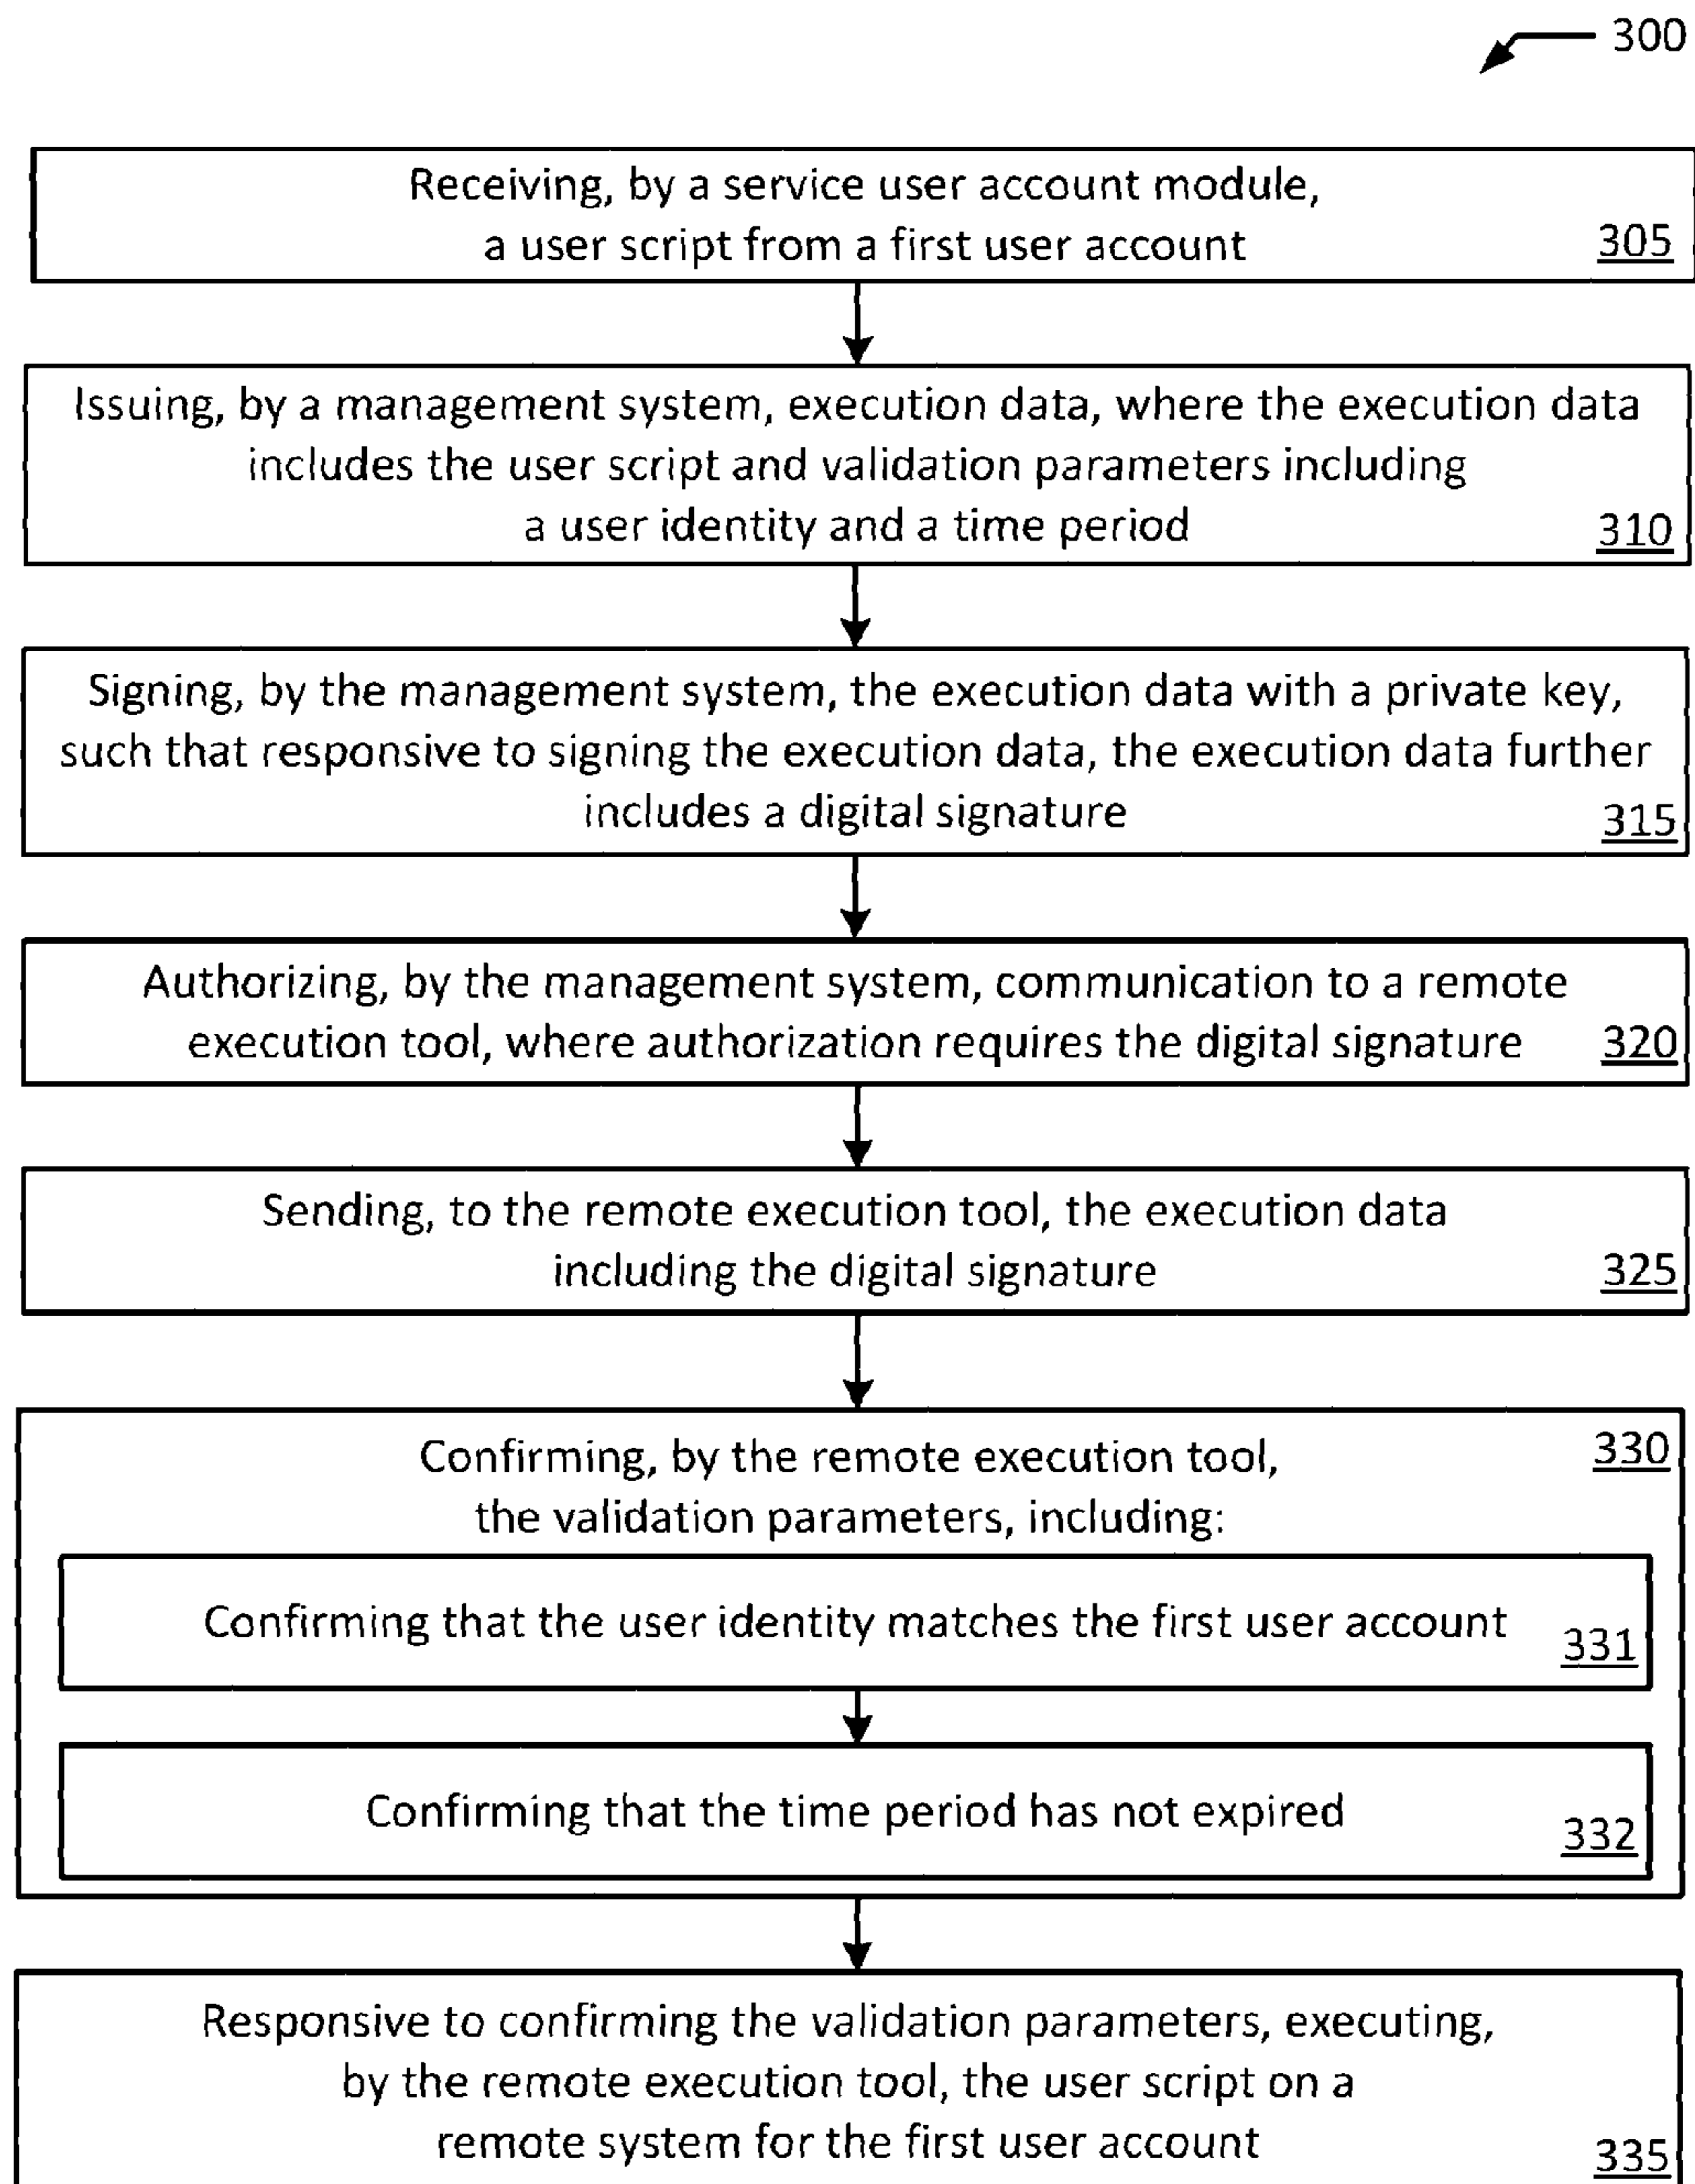 300
Receiving, by a service user account module,
a user script from a first user account
305
Issuing, by a management system, execution data, where the execution data
includes the user script and validation parameters including
a user identity and a time period
310
Signing, by the management system, the execution data with a private key,
such that responsive to signing the execution data, the execution data further
includes a digital signature
315
Authorizing, by the management system, communication to a remote
execution tool, where authorization requires the digital signature
320
Sending, to the remote execution tool, the execution data
including the digital signature
325
Confirming, by the remote execution tool,
330
the validation parameters, including:
Confirming that the user identity matches the first user account
331
Confirming that the time period has not expired
332
Responsive to confirming the validation parameters, executing,
by the remote execution tool, the user script on a
remote system for the first user account
335